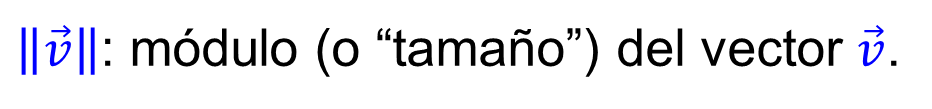 ‖v⃗‖: módulo (o “tamaño”) del vector v⃗.